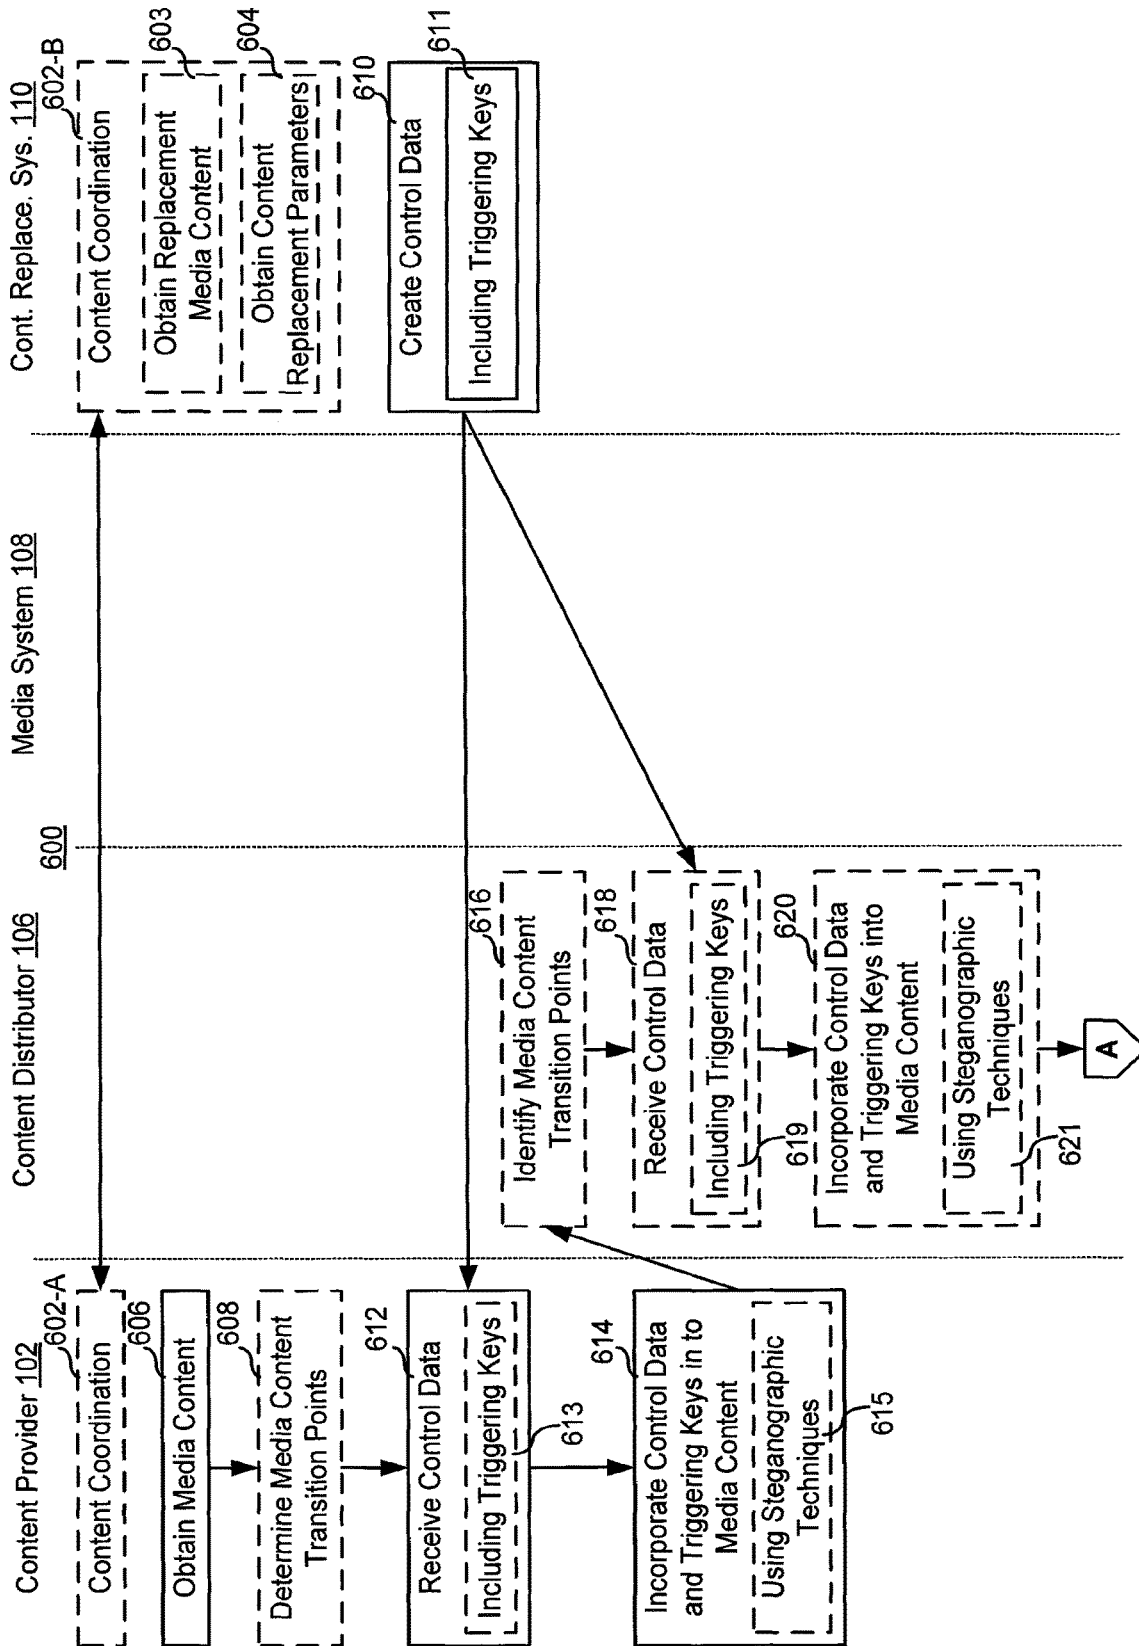 600
Content Provider 102
Content Distributor 106
Media System 108
Cont. Replace. Sys. 110
602-A
Content Coordination
606
Obtain Media Content
608
Determine Media Content
Transition Points
612
Receive Control Data
Including Triggering Keys
613
614
Incorporate Control Data
and Triggering Keys in to
Media Content
Using Steganographic
Techniques
615
616
Identify Media Content
Transition Points
618
Receive Control Data
Including Triggering Keys
619
620
Incorporate Control Data
and Triggering Keys into
Media Content
Using Steganographic
Techniques
621
A
602-B
Content Coordination
603
Obtain Replacement
Media Content
604
Obtain Content
Replacement Parameters
610
Create Control Data
611
Including Triggering Keys